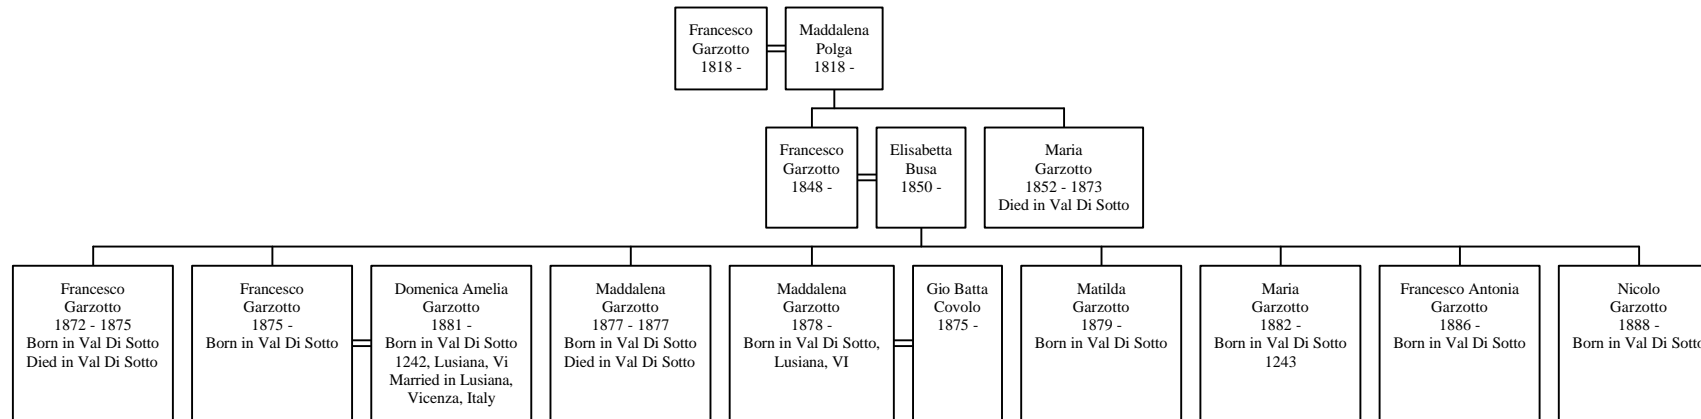 Francesco
Garzotto
1818 -
Maddalena
Polga
1818 -
Francesco
Garzotto
1848 -
Elisabetta
Busa
1850 -
Maria
Garzotto
1852 - 1873
Died in Val Di Sotto
Francesco
Garzotto
1872 - 1875
Born in Val Di Sotto
Died in Val Di Sotto
Francesco
Garzotto
1875 -
Born in Val Di Sotto
Domenica Amelia
Garzotto
1881 -
Born in Val Di Sotto
1242, Lusiana, Vi
Married in Lusiana,
Vicenza, Italy
Maddalena
Garzotto
1877 - 1877
Born in Val Di Sotto
Died in Val Di Sotto
Maddalena
Garzotto
1878 -
Born in Val Di Sotto,
Lusiana, VI
Gio Batta
Covolo
1875 -
Matilda
Garzotto
1879 -
Born in Val Di Sotto
Maria
Garzotto
1882 -
Born in Val Di Sotto
1243
Francesco Antonia
Garzotto
1886 -
Born in Val Di Sotto
Nicolo
Garzotto
1888 -
Born in Val Di Sotto